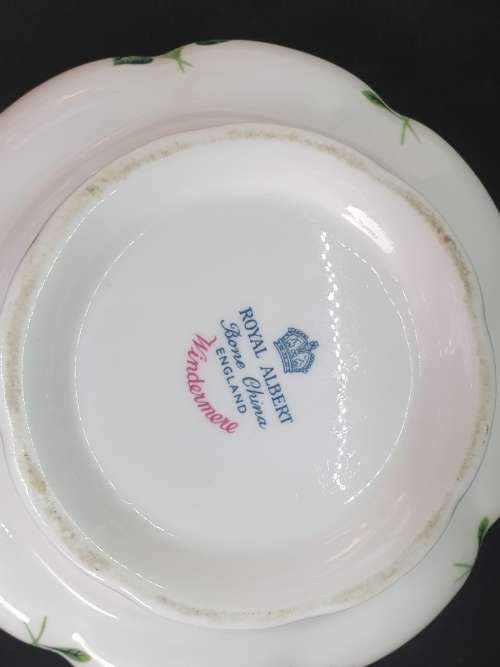 ROYAL ALBERT
Bone China
ENGLAND
Windermere